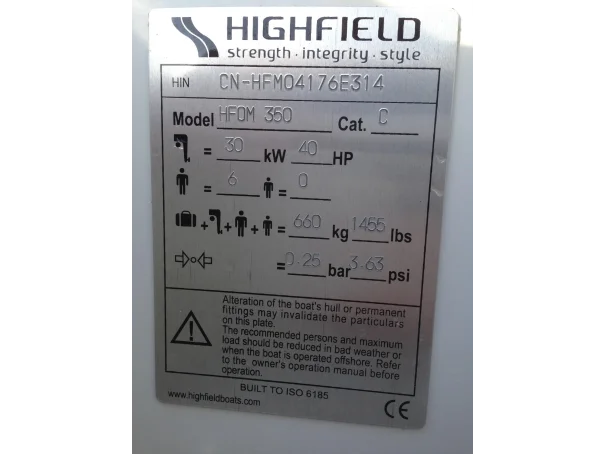 HIGHFIELD
strength · integrity · style
HIN CN-HFM04176E314
Model HFOM 350 Cat. C
= 30 kW 40 HP
= 6 = 0
+ + + = 660 kg 1455 lbs
= 0.25 bar 3.63 psi
Alteration of the boat's hull or permanent
fittings may invalidate the particulars
on this plate.
The recommended persons and maximum
load should be reduced in bad weather or
when the boat is operated offshore. Refer
to the owner's operation manual before
operation.
BUILT TO ISO 6185
www.highfieldboats.com
CE